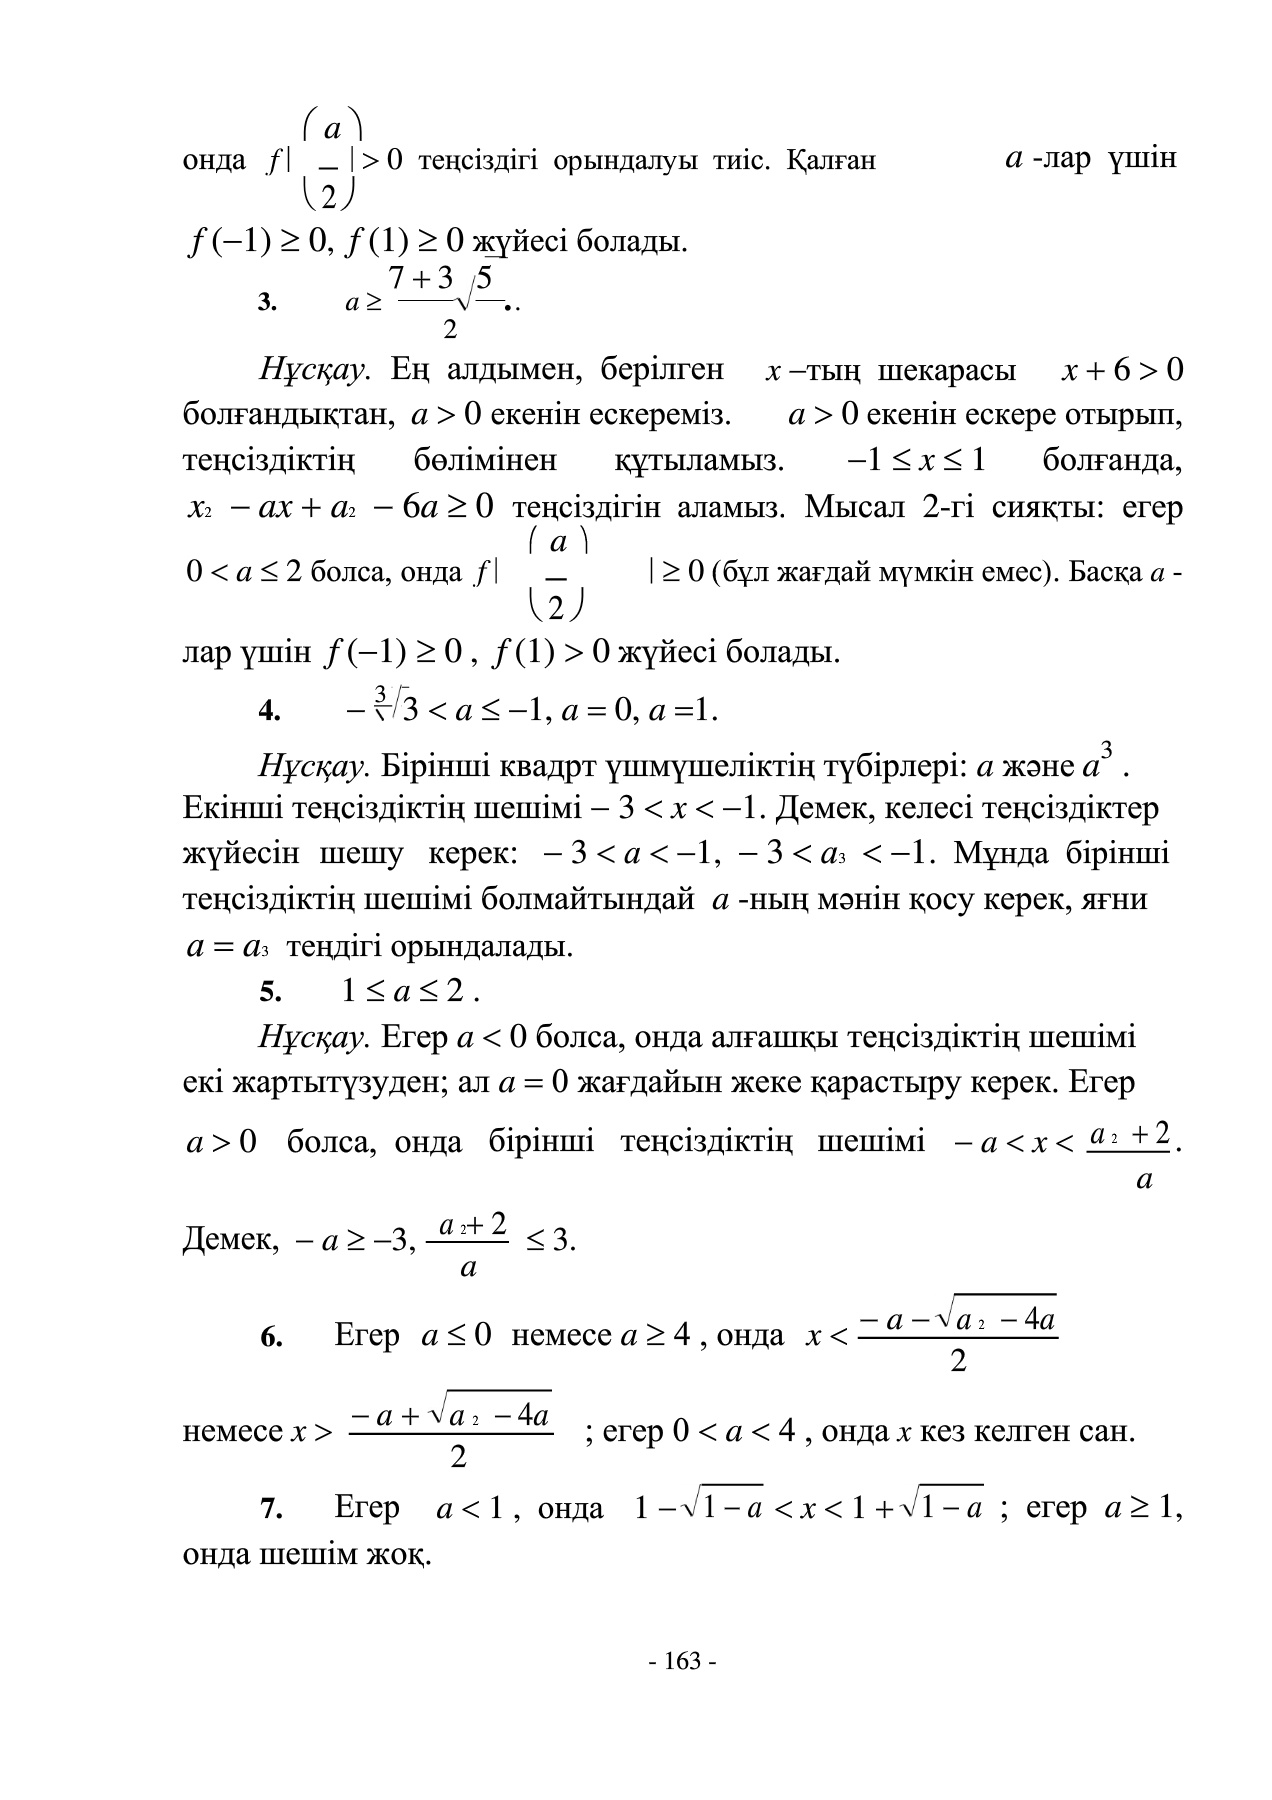 онда f(a/2) > 0 теңсіздігі орындалуы тиіс. Қалған a -лар үшін
f (−1) ≥ 0, f (1) ≥ 0 жүйесі болады.
3. a ≥ (7 + 3√5)/2 ..
Нұсқау. Ең алдымен, берілген x –тың шекарасы x + 6 > 0
болғандықтан, a > 0 екенін ескереміз. a > 0 екенін ескере отырып,
теңсіздіктің бөлімінен құтыламыз. −1 ≤ x ≤ 1 болғанда,
x² − ax + a² − 6a ≥ 0 теңсіздігін аламыз. Мысал 2-гі сияқты: егер
0 < a ≤ 2 болса, онда f(a/2) ≥ 0 (бұл жағдай мүмкін емес). Басқа a -
лар үшін f (−1) ≥ 0 , f (1) > 0 жүйесі болады.
4. − ∛3 < a ≤ −1, a = 0, a =1.
Нұсқау. Бірінші квадрт үшмүшеліктің түбірлері: a және a³ .
Екінші теңсіздіктің шешімі − 3 < x < −1. Демек, келесі теңсіздіктер
жүйесін шешу керек: − 3 < a < −1, − 3 < a³ < −1. Мұнда бірінші
теңсіздіктің шешімі болмайтындай a -ның мәнін қосу керек, яғни
a = a³ теңдігі орындалады.
5. 1 ≤ a ≤ 2 .
Нұсқау. Егер a < 0 болса, онда алғашқы теңсіздіктің шешімі
екі жартытүзуден; ал a = 0 жағдайын жеке қарастыру керек. Егер
a > 0 болса, онда бірінші теңсіздіктің шешімі − a < x < (a² + 2)/a .
Демек, − a ≥ −3, (a² + 2)/a ≤ 3.
6. Егер a ≤ 0 немесе a ≥ 4 , онда x < (− a − √(a² − 4a))/2
немесе x > (− a + √(a² − 4a))/2 ; егер 0 < a < 4 , онда x кез келген сан.
7. Егер a < 1 , онда 1 − √(1 − a) < x < 1 + √(1 − a) ; егер a ≥ 1,
онда шешім жоқ.
- 163 -